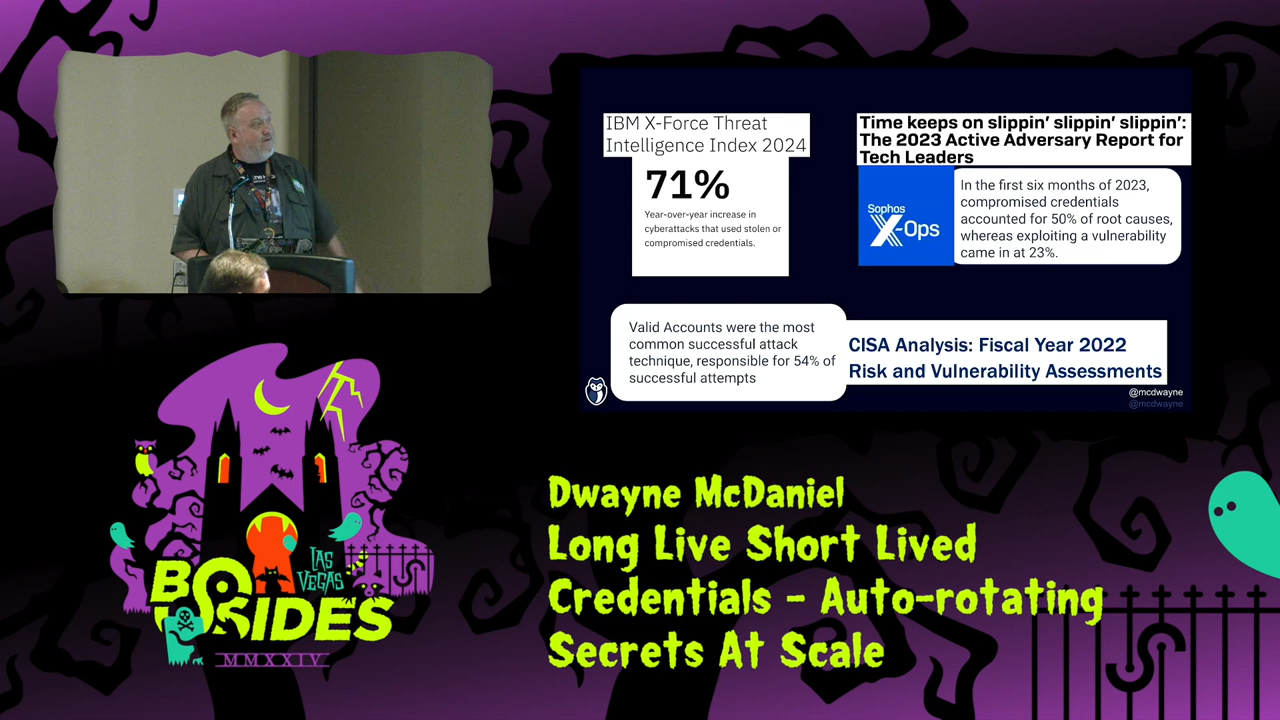 IBM X-Force Threat
Intelligence Index 2024
71%
Year-over-year increase in
cyberattacks that used stolen or
compromised credentials.
Time keeps on slippin' slippin' slippin':
The 2023 Active Adversary Report for
Tech Leaders
Sophos
X-Ops
In the first six months of 2023,
compromised credentials
accounted for 50% of root causes,
whereas exploiting a vulnerability
came in at 23%.
Valid Accounts were the most
common successful attack
technique, responsible for 54% of
successful attempts
CISA Analysis: Fiscal Year 2022
Risk and Vulnerability Assessments
@mcdwayne
@mcdwayne
LAS
VEGAS
BSIDES
MMXXIV
Dwayne McDaniel
Long Live Short Lived
Credentials - Auto-rotating
Secrets At Scale